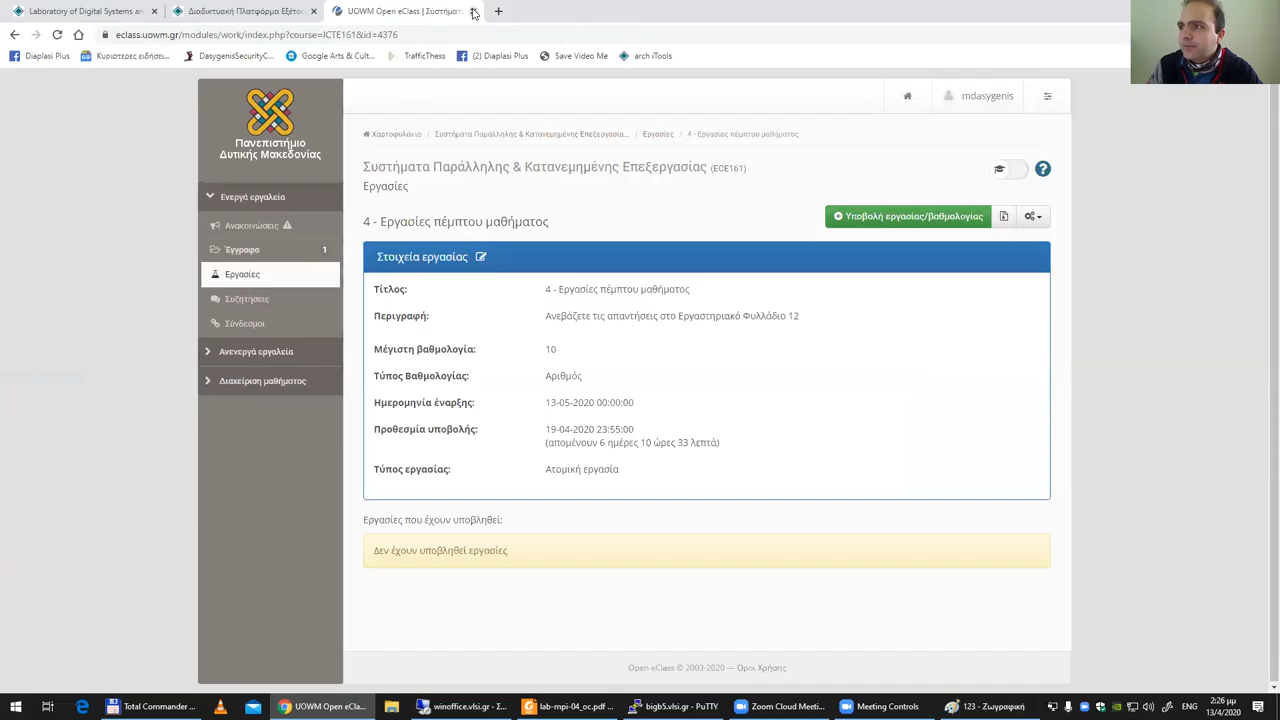 Laboratory of Digital Systems an
Διαδικτυακή Πλατφόρμα Εξέτασ
UOWM Open eClass | Συστήματα
eclass.uowm.gr/modules/work/index.php?course=ICTE161&id=4376
Diaplasi Plus
Κυριότερες ειδήσει...
DasygenisSecurityC...
Google Arts & Cult...
TrafficThess
(2) Diaplasi Plus
Save Video Me
arch iTools
Πανεπιστήμιο
Δυτικής Μακεδονίας
mdasygenis
Χαρτοφυλάκιο / Συστήματα Παράλληλης & Κατανεμημένης Επεξεργασία... / Εργασίες / 4 - Εργασίες πέμπτου μαθήματος
Συστήματα Παράλληλης & Κατανεμημένης Επεξεργασίας (ECE161)
Εργασίες
Ενεργά εργαλεία
Ανακοινώσεις
Έγγραφα 1
Εργασίες
Συζητήσεις
Σύνδεσμοι
Ανενεργά εργαλεία
Διαχείριση μαθήματος
4 - Εργασίες πέμπτου μαθήματος
Υποβολή εργασίας/βαθμολογίας
Στοιχεία εργασίας
Τίτλος: 4 - Εργασίες πέμπτου μαθήματος
Περιγραφή: Ανεβάζετε τις απαντήσεις στο Εργαστηριακό Φυλλάδιο 12
Μέγιστη βαθμολογία: 10
Τύπος Βαθμολογίας: Αριθμός
Ημερομηνία έναρξης: 13-05-2020 00:00:00
Προθεσμία υποβολής: 19-04-2020 23:55:00
(απομένουν 6 ημέρες 10 ώρες 33 λεπτά)
Τύπος εργασίας: Ατομική εργασία
Εργασίες που έχουν υποβληθεί:
Δεν έχουν υποβληθεί εργασίες
Open eClass © 2003-2020 — Όροι Χρήσης
Total Commander ...
UOWM Open eCla...
winoffice.vlsi.gr - Σ...
lab-mpi-04_oc.pdf ...
bigb5.vlsi.gr - PuTTY
Zoom Cloud Meeti...
Meeting Controls
123 - Ζωγραφική
2:26 μμ
13/4/2020